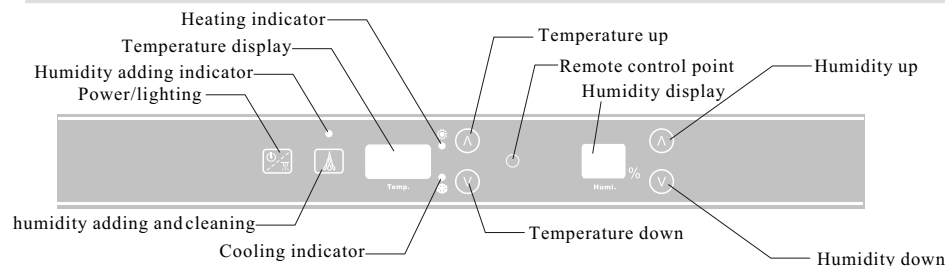 Heating indicator
Temperature display
Temperature up
Humidity adding indicator
Remote control point
Humidity up
Power/lighting
Humidity display
Temp.
Humi.
%
humidity adding and cleaning
Temperature down
Cooling indicator
Humidity down